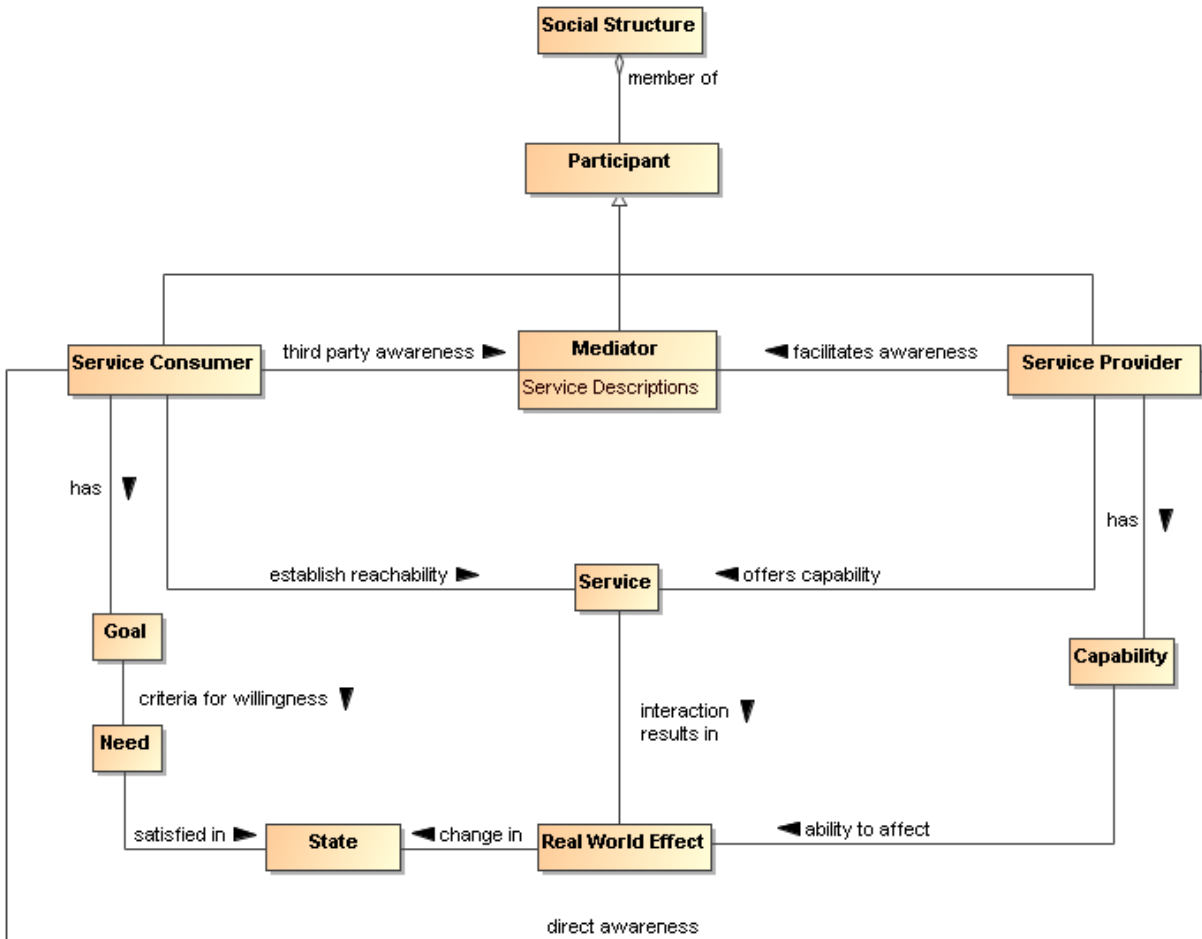 Social Structure
member of
Participant
third party awareness
Mediator
facilitates awareness
Service Consumer
Service Descriptions
Service Provider
has
has
establish reachability
Service
offers capability
Goal
Capability
criteria for willingness
interaction
results in
Need
satisfied in
State
change in
Real World Effect
ability to affect
direct awareness